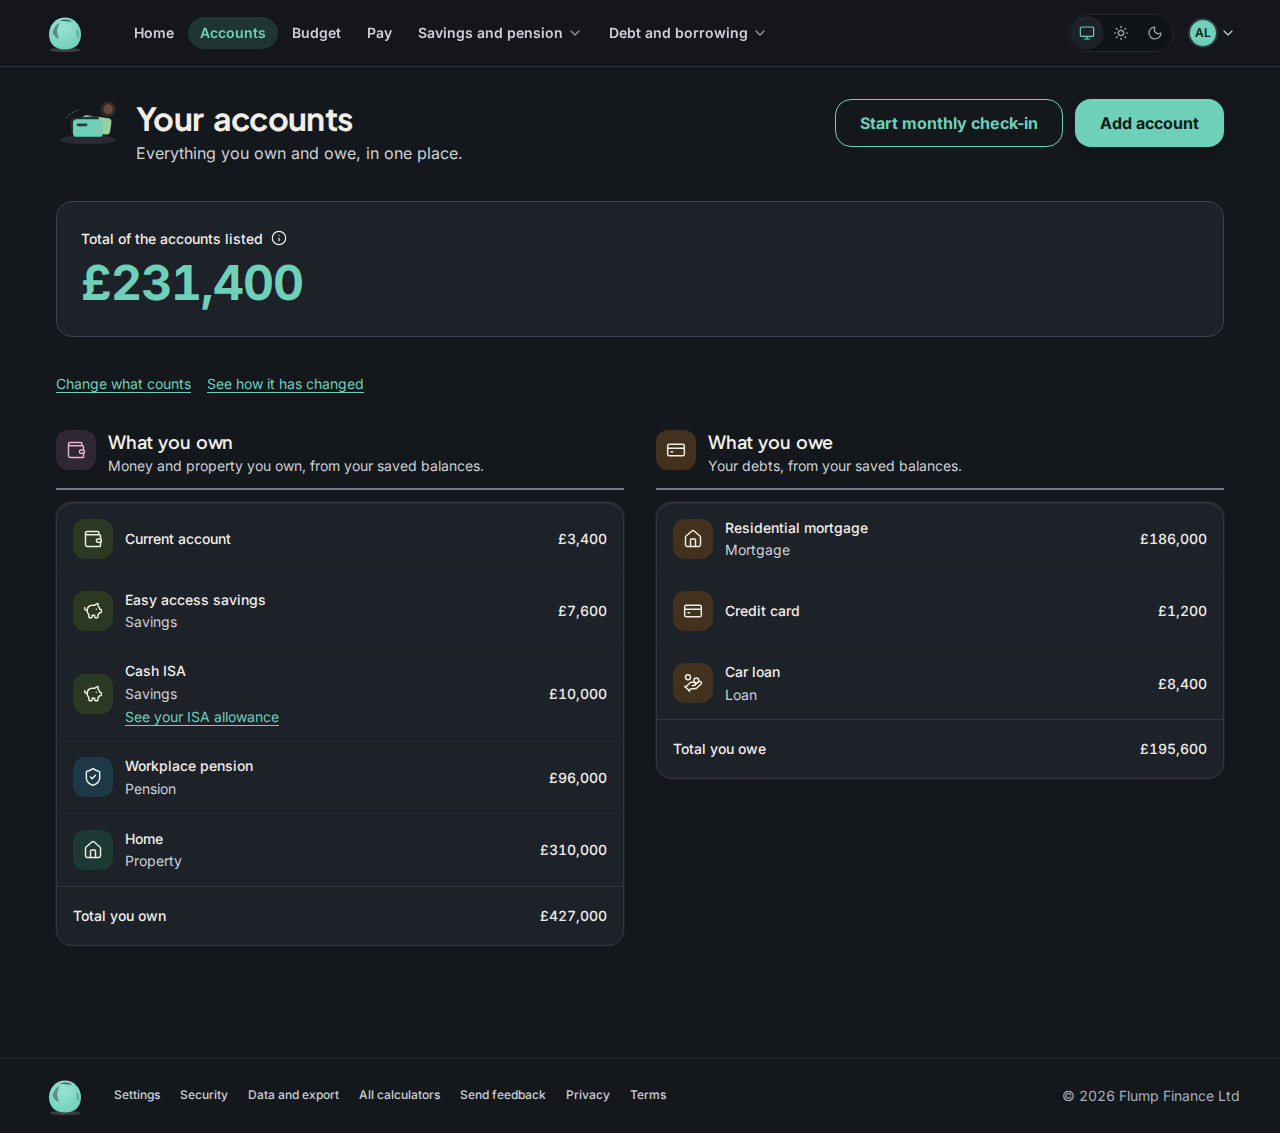 Home Accounts Budget Pay Savings and pension Debt and borrowing AL
Your accounts
Everything you own and owe, in one place.
Start monthly check-in Add account
Total of the accounts listed
£231,400
Change what counts See how it has changed
What you own
Money and property you own, from your saved balances.
Current account £3,400
Easy access savings
Savings
£7,600
Cash ISA
Savings
See your ISA allowance
£10,000
Workplace pension
Pension
£96,000
Home
Property
£310,000
Total you own £427,000
What you owe
Your debts, from your saved balances.
Residential mortgage
Mortgage
£186,000
Credit card £1,200
Car loan
Loan
£8,400
Total you owe £195,600
Settings Security Data and export All calculators Send feedback Privacy Terms © 2026 Flump Finance Ltd